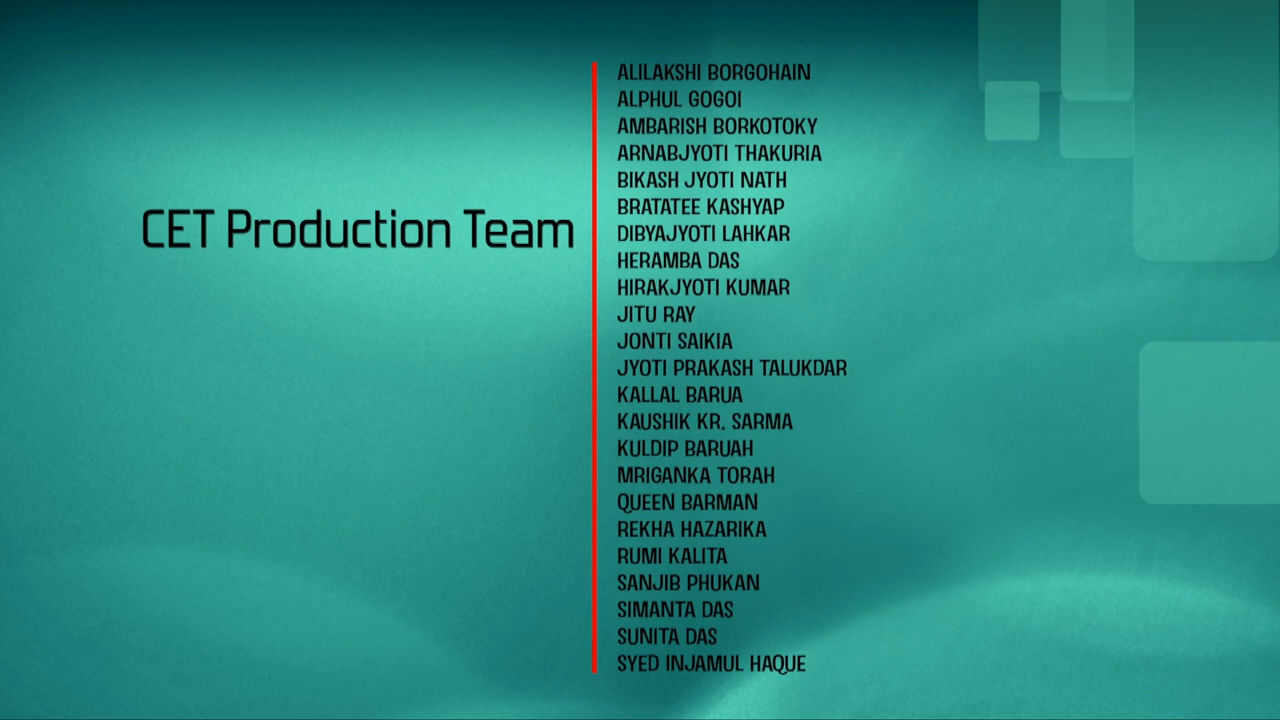 CET Production Team
ALILAKSHI BORGOHAIN
ALPHUL GOGOI
AMBARISH BORKOTOKY
ARNABJYOTI THAKURIA
BIKASH JYOTI NATH
BRATATEE KASHYAP
DIBYAJYOTI LAHKAR
HERAMBA DAS
HIRAKJYOTI KUMAR
JITU RAY
JONTI SAIKIA
JYOTI PRAKASH TALUKDAR
KALLAL BARUA
KAUSHIK KR. SARMA
KULDIP BARUAH
MRIGANKA TORAH
QUEEN BARMAN
REKHA HAZARIKA
RUMI KALITA
SANJIB PHUKAN
SIMANTA DAS
SUNITA DAS
SYED INJAMUL HAQUE